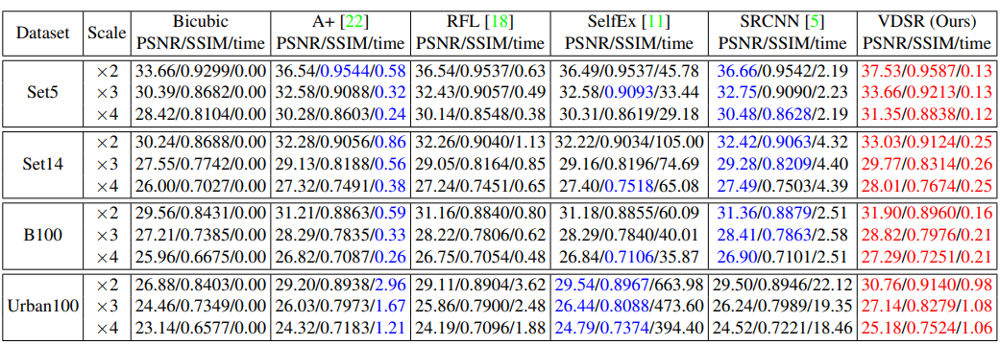 Dataset Scale Bicubic A+ [22] RFL [18] SelfEx [11] SRCNN [5] VDSR (Ours)
PSNR/SSIM/time PSNR/SSIM/time PSNR/SSIM/time PSNR/SSIM/time PSNR/SSIM/time PSNR/SSIM/time
×2 33.66/0.9299/0.00 36.54/0.9544/0.58 36.54/0.9537/0.63 36.49/0.9537/45.78 36.66/0.9542/2.19 37.53/0.9587/0.13
Set5 ×3 30.39/0.8682/0.00 32.58/0.9088/0.32 32.43/0.9057/0.49 32.58/0.9093/33.44 32.75/0.9090/2.23 33.66/0.9213/0.13
×4 28.42/0.8104/0.00 30.28/0.8603/0.24 30.14/0.8548/0.38 30.31/0.8619/29.18 30.48/0.8628/2.19 31.35/0.8838/0.12
×2 30.24/0.8688/0.00 32.28/0.9056/0.86 32.26/0.9040/1.13 32.22/0.9034/105.00 32.42/0.9063/4.32 33.03/0.9124/0.25
Set14 ×3 27.55/0.7742/0.00 29.13/0.8188/0.56 29.05/0.8164/0.85 29.16/0.8196/74.69 29.28/0.8209/4.40 29.77/0.8314/0.26
×4 26.00/0.7027/0.00 27.32/0.7491/0.38 27.24/0.7451/0.65 27.40/0.7518/65.08 27.49/0.7503/4.39 28.01/0.7674/0.25
×2 29.56/0.8431/0.00 31.21/0.8863/0.59 31.16/0.8840/0.80 31.18/0.8855/60.09 31.36/0.8879/2.51 31.90/0.8960/0.16
B100 ×3 27.21/0.7385/0.00 28.29/0.7835/0.33 28.22/0.7806/0.62 28.29/0.7840/40.01 28.41/0.7863/2.58 28.82/0.7976/0.21
×4 25.96/0.6675/0.00 26.82/0.7087/0.26 26.75/0.7054/0.48 26.84/0.7106/35.87 26.90/0.7101/2.51 27.29/0.7251/0.21
×2 26.88/0.8403/0.00 29.20/0.8938/2.96 29.11/0.8904/3.62 29.54/0.8967/663.98 29.50/0.8946/22.12 30.76/0.9140/0.98
Urban100 ×3 24.46/0.7349/0.00 26.03/0.7973/1.67 25.86/0.7900/2.48 26.44/0.8088/473.60 26.24/0.7989/19.35 27.14/0.8279/1.08
×4 23.14/0.6577/0.00 24.32/0.7183/1.21 24.19/0.7096/1.88 24.79/0.7374/394.40 24.52/0.7221/18.46 25.18/0.7524/1.06